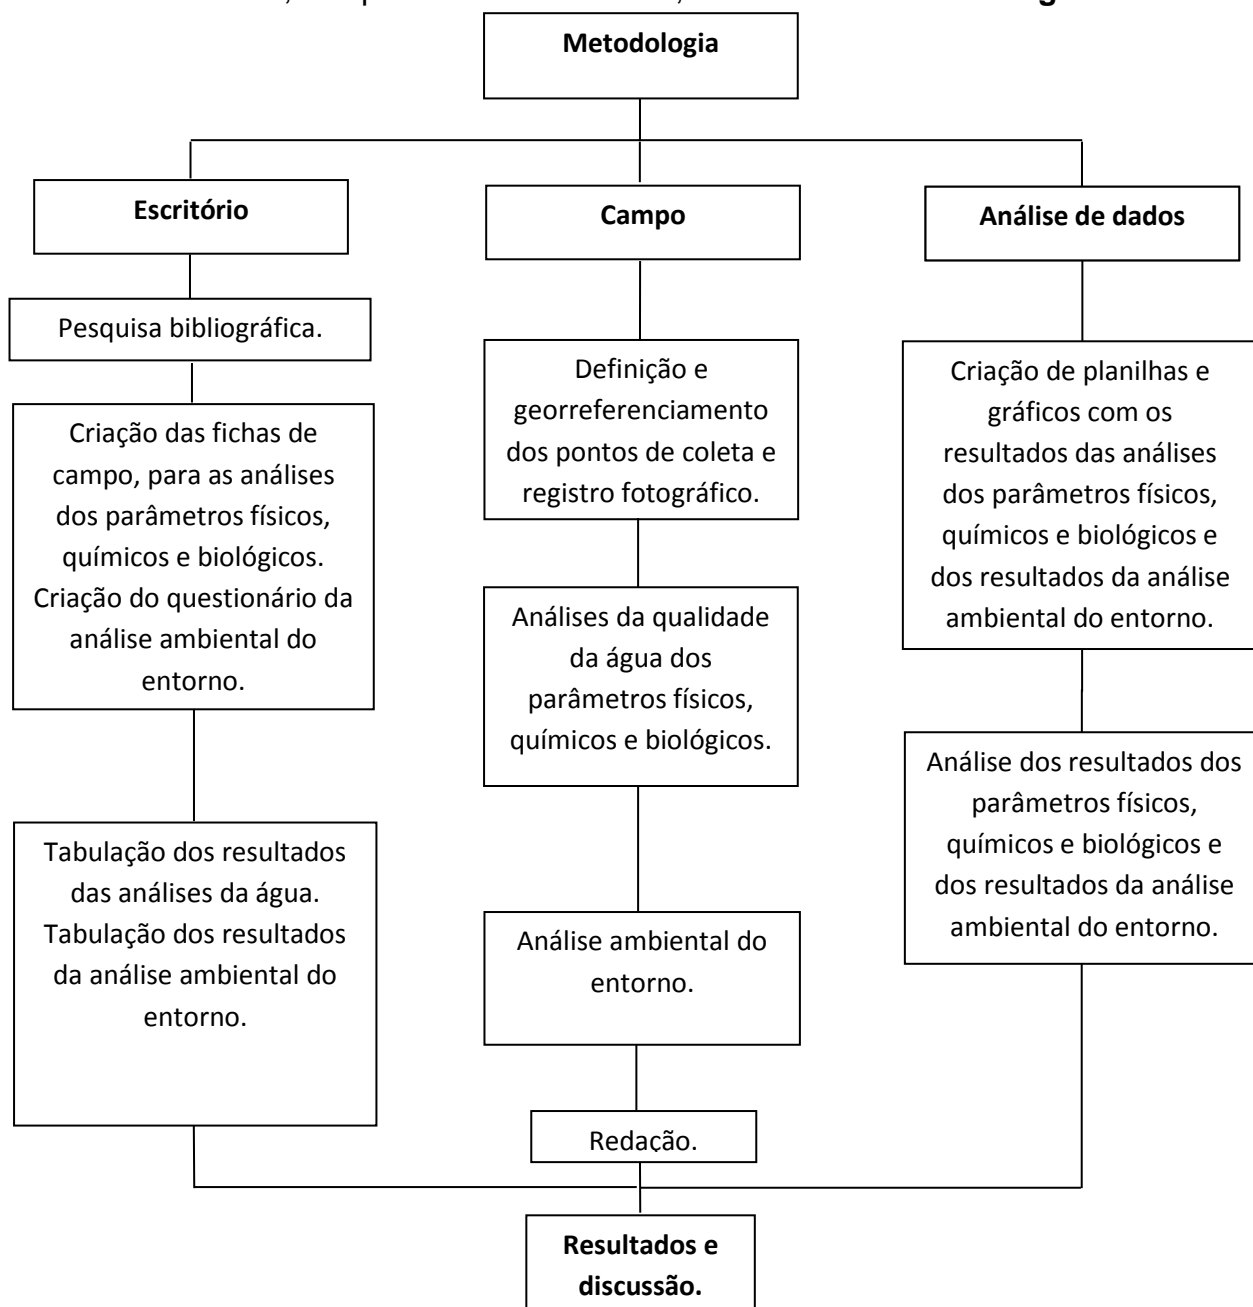 Metodologia
Escritório
Campo
Análise de dados
Pesquisa bibliográfica.
Criação das fichas de
campo, para as análises
dos parâmetros físicos,
químicos e biológicos.
Criação do questionário da
análise ambiental do
entorno.
Tabulação dos resultados
das análises da água.
Tabulação dos resultados
da análise ambiental do
entorno.
Definição e
georreferenciamento
dos pontos de coleta e
registro fotográfico.
Análises da qualidade
da água dos
parâmetros físicos,
químicos e biológicos.
Análise ambiental do
entorno.
Redação.
Criação de planilhas e
gráficos com os
resultados das análises
dos parâmetros físicos,
químicos e biológicos e
dos resultados da análise
ambiental do entorno.
Análise dos resultados dos
parâmetros físicos,
químicos e biológicos e
dos resultados da análise
ambiental do entorno.
Resultados e
discussão.